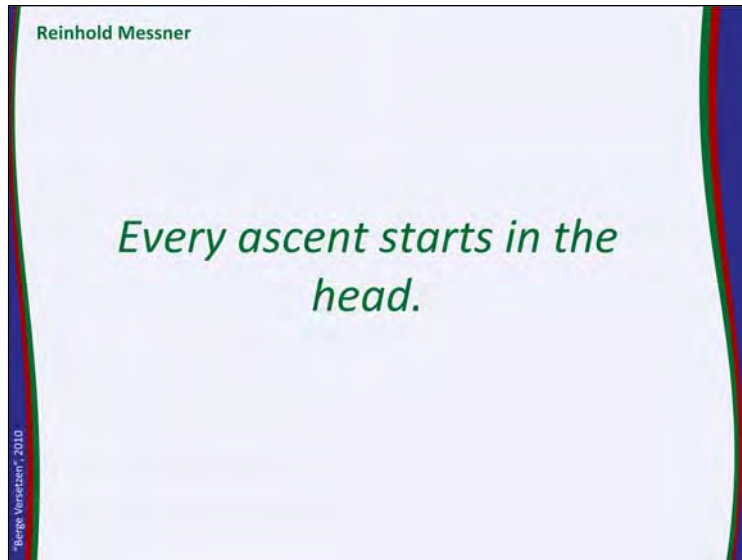 Reinhold Messner
Every ascent starts in the
head.
"Berge Versetzen", 2010